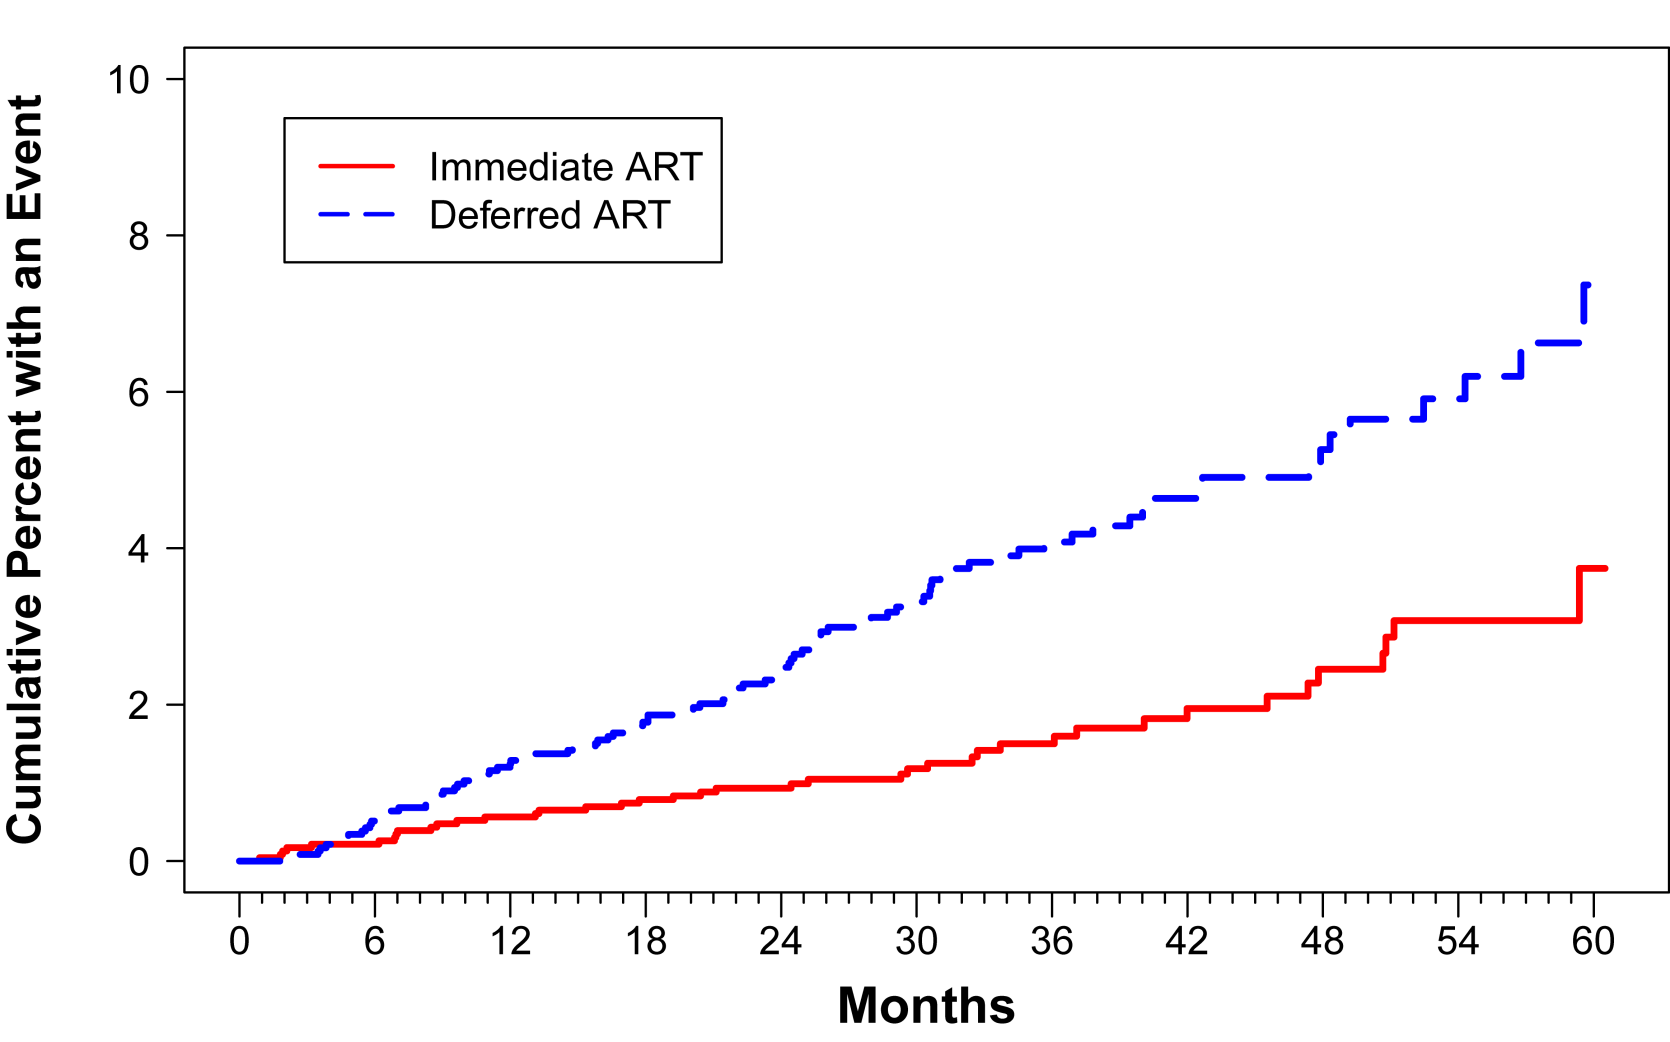 Cumulative Percent with an Event
10
8
6
4
2
0
Immediate ART
Deferred ART
0 6 12 18 24 30 36 42 48 54 60
Months